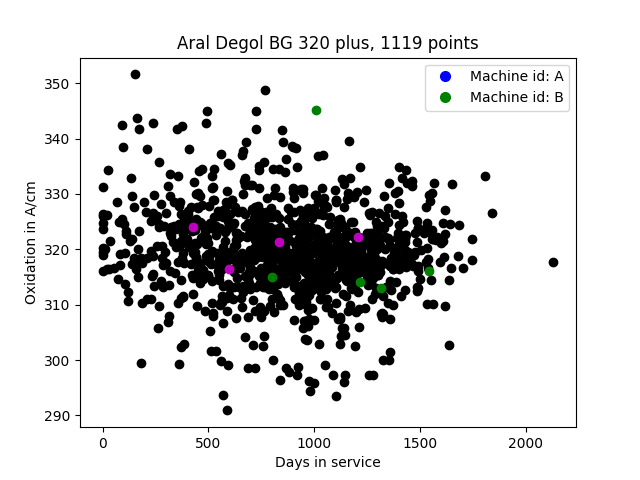 Aral Degol BG 320 plus, 1119 points
Machine id: A
Machine id: B
Oxidation in A/cm
350
340
330
320
310
300
290
0
500
1000
1500
2000
Days in service